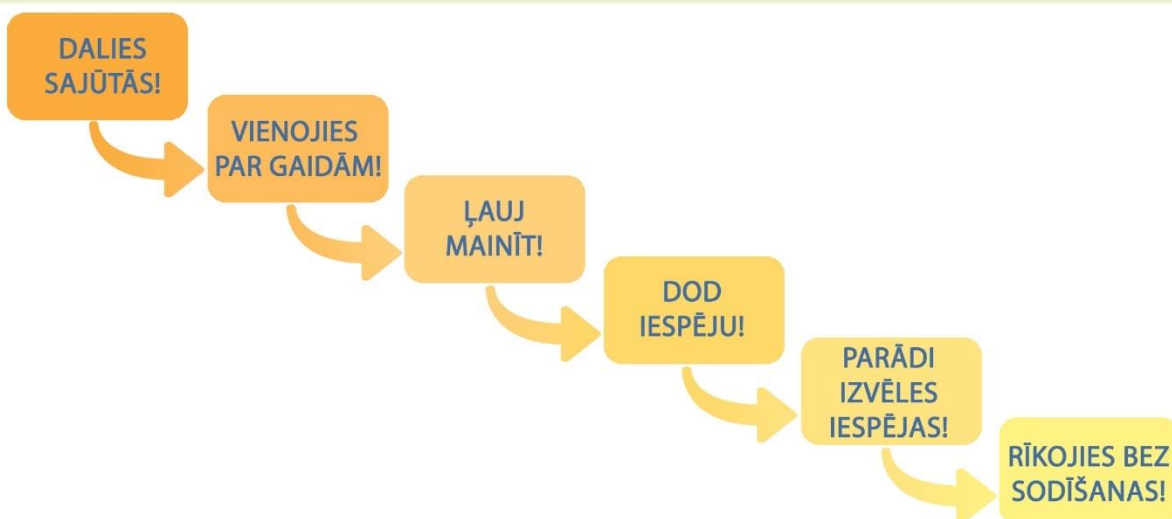 DALIES
SAJŪTĀS!
VIENOJIES
PAR GAIDĀM!
ĻAUJ
MAINĪT!
DOD
IESPĒJU!
PARĀDI
IZVĒLES
IESPĒJAS!
RĪKOJIES BEZ
SODĪŠANAS!